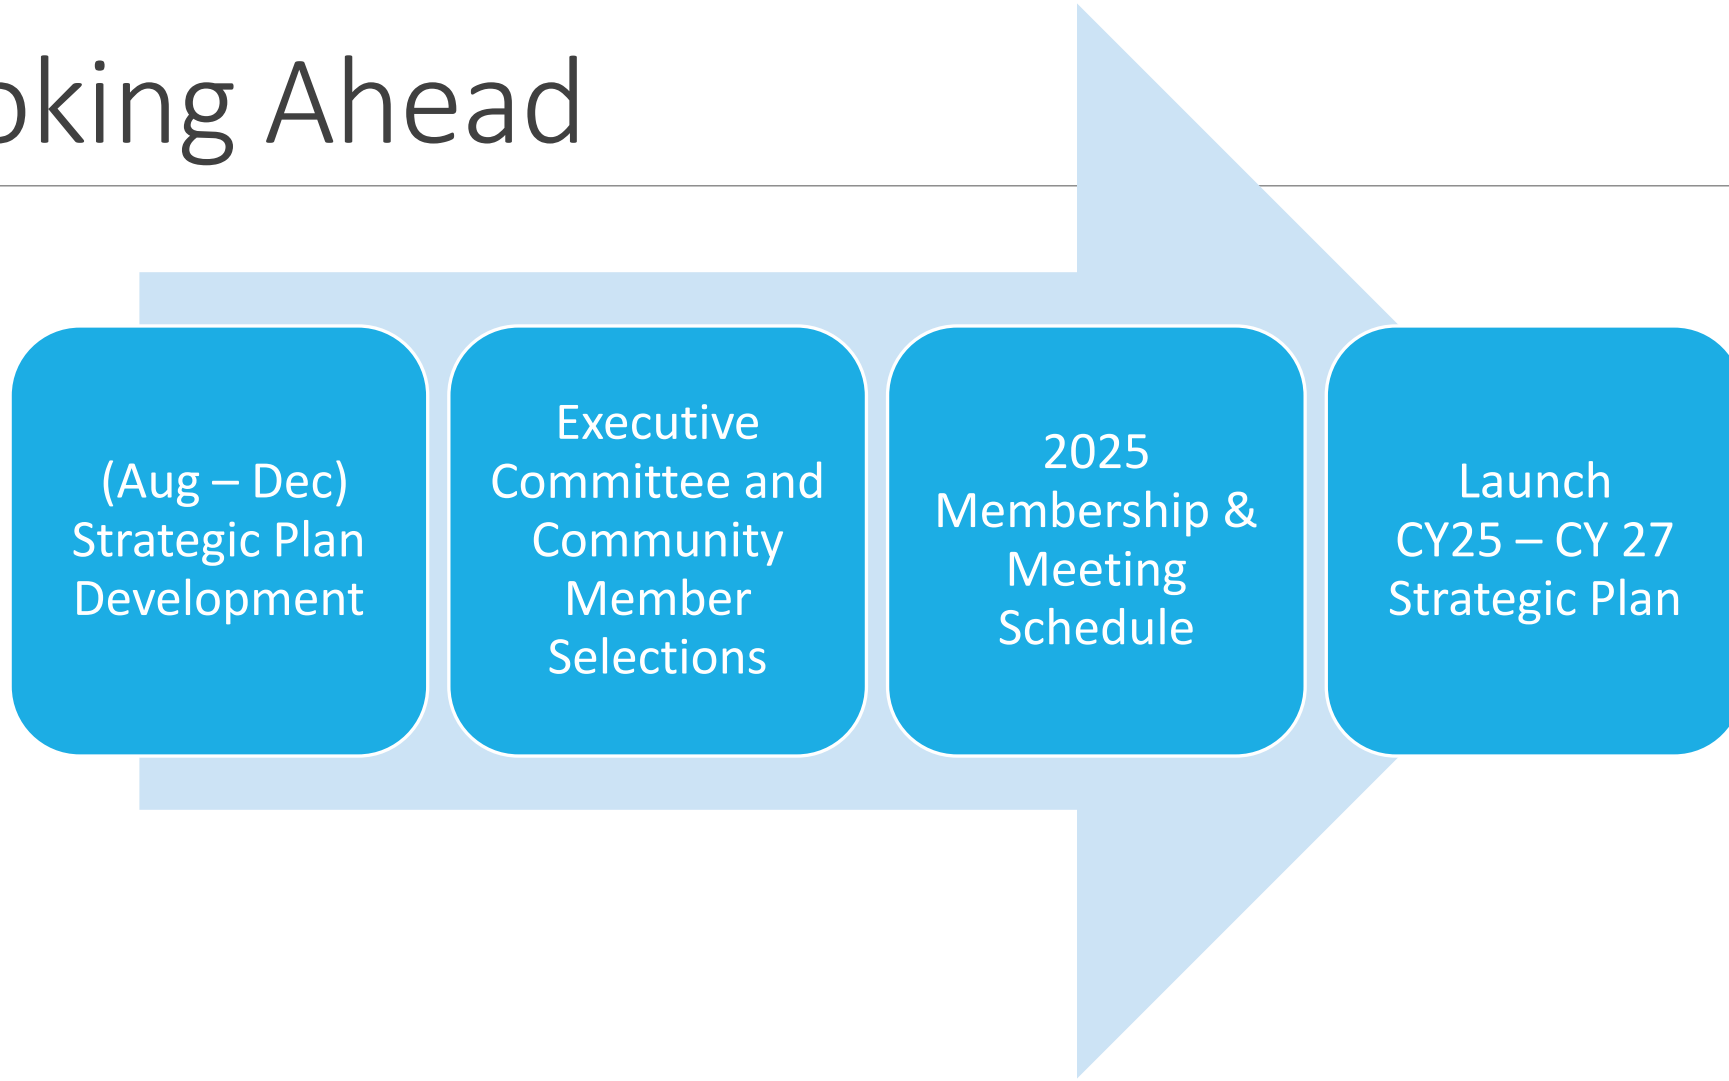 oking Ahead
(Aug – Dec)
Strategic Plan
Development
Executive
Committee and
Community
Member
Selections
2025
Membership &
Meeting
Schedule
Launch
CY25 – CY 27
Strategic Plan